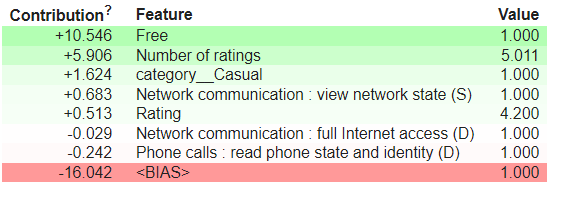 Contribution? Feature Value
+10.546 Free 1.000
+5.906 Number of ratings 5.011
+1.624 category__Casual 1.000
+0.683 Network communication : view network state (S) 1.000
+0.513 Rating 4.200
-0.029 Network communication : full Internet access (D) 1.000
-0.242 Phone calls : read phone state and identity (D) 1.000
-16.042 <BIAS> 1.000